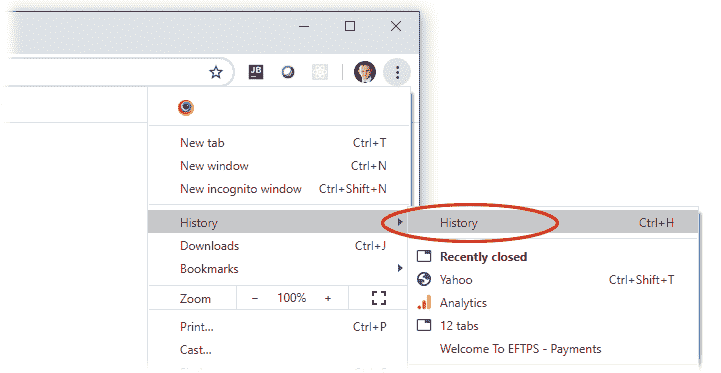 JB
New tab Ctrl+T
New window Ctrl+N
New incognito window Ctrl+Shift+N
History History Ctrl+H
Downloads Ctrl+J
Bookmarks
Recently closed
Yahoo Ctrl+Shift+T
Zoom − 100% +
Analytics
Print... Ctrl+P
12 tabs
Cast...
Welcome To EFTPS - Payments